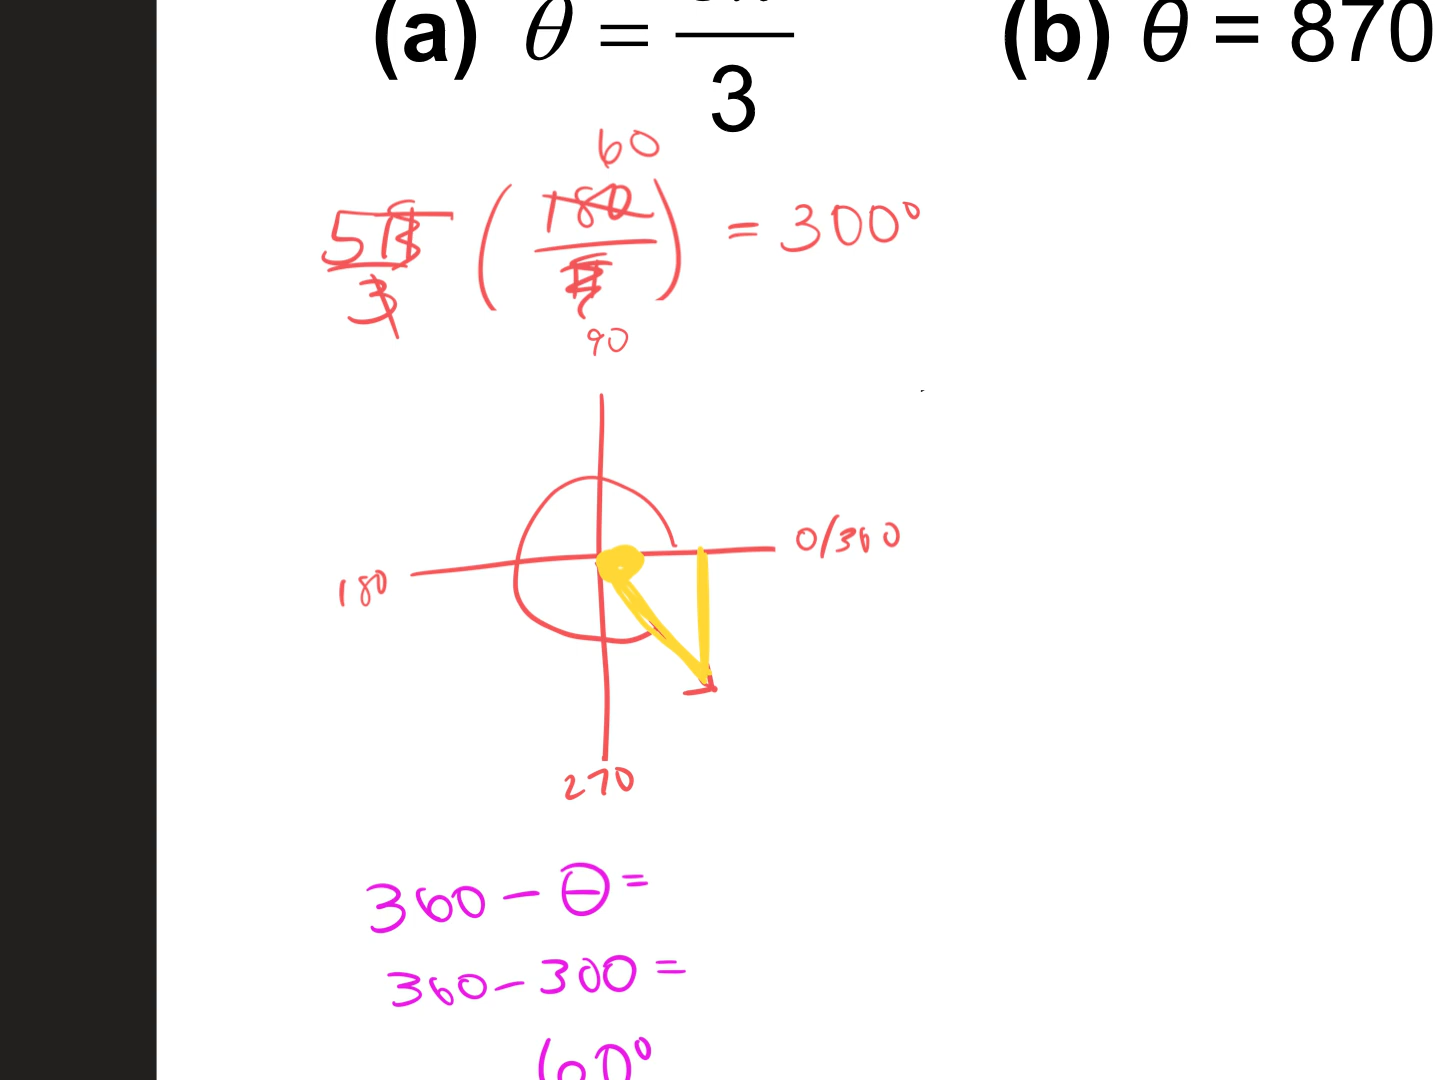 (a) θ = /3 (b) θ = 870
60
5π/3 (180/π) = 300°
90
180 0/360
270
360 - θ =
360 - 300 =
60°